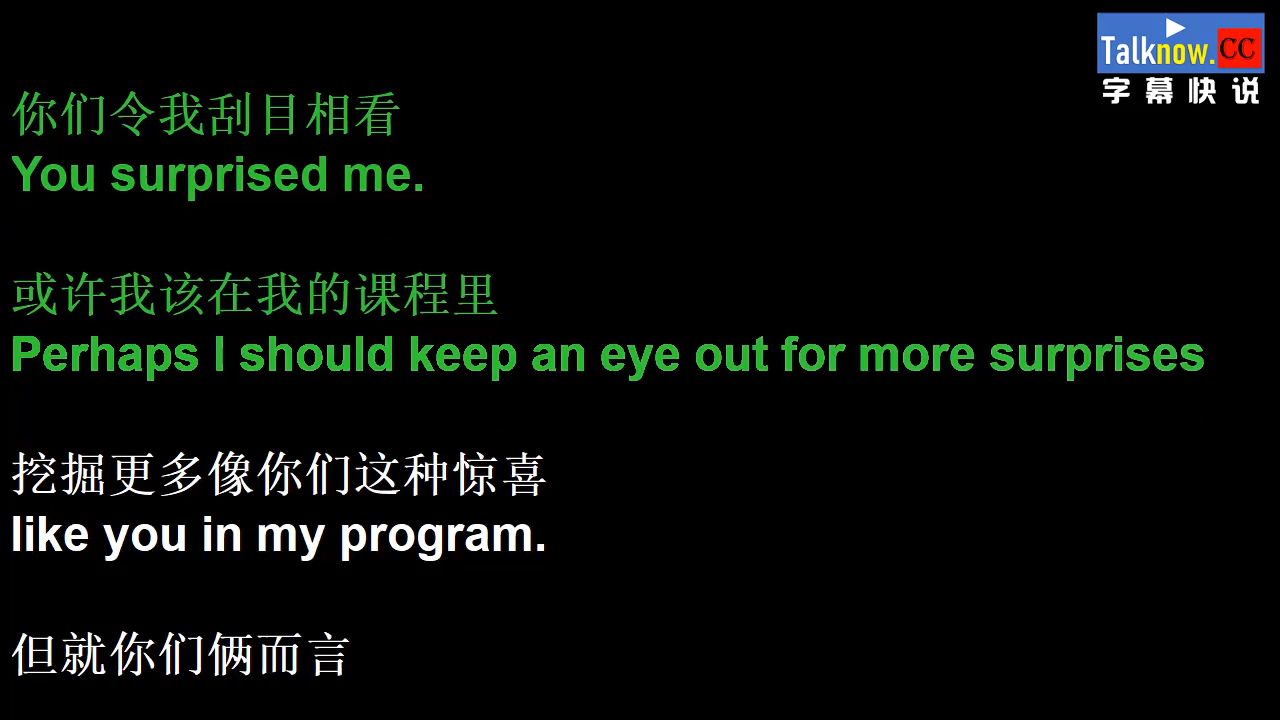 Talknow.CC
字幕快说
你们令我刮目相看
You surprised me.
或许我该在我的课程里
Perhaps I should keep an eye out for more surprises
挖掘更多像你们这种惊喜
like you in my program.
但就你们俩而言